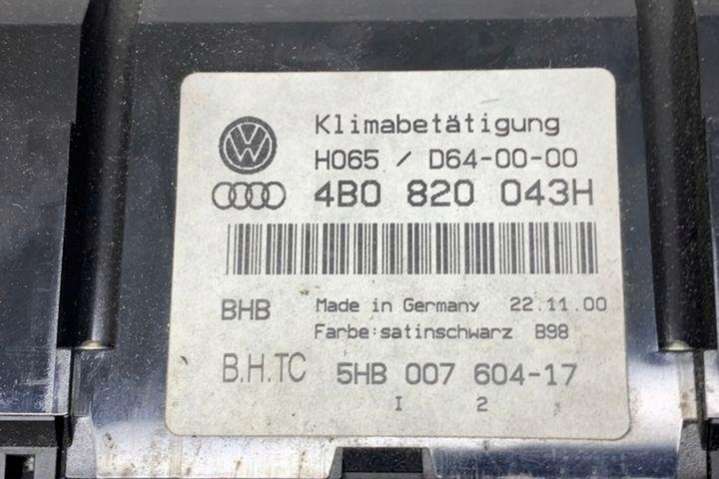 Klimabetätigung
H065 / D64-00-00
4B0 820 043H
BHB Made in Germany 22.11.00
Farbe:satinschwarz B98
B.H.TC 5HB 007 604-17
I 2